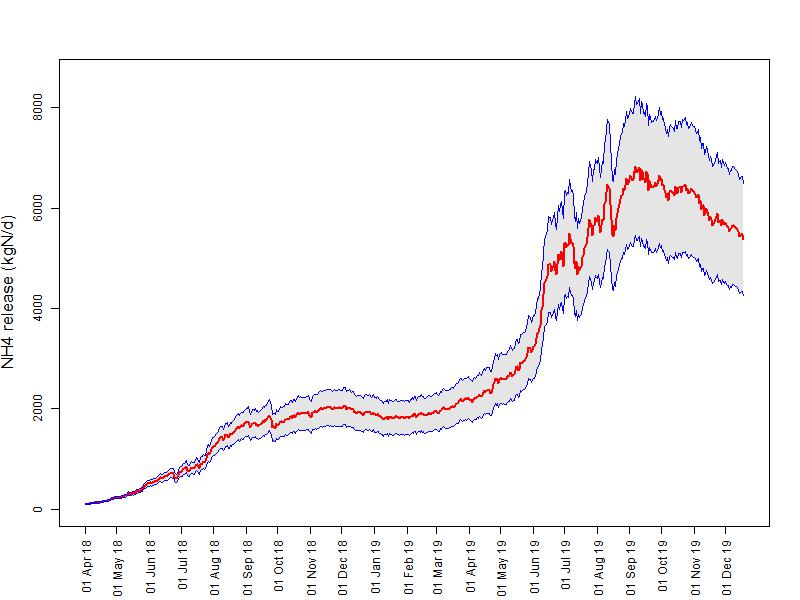 NH4 release (kgN/d)
8000
6000
4000
2000
0
01 Apr 18
01 May 18
01 Jun 18
01 Jul 18
01 Aug 18
01 Sep 18
01 Oct 18
01 Nov 18
01 Dec 18
01 Jan 19
01 Feb 19
01 Mar 19
01 Apr 19
01 May 19
01 Jun 19
01 Jul 19
01 Aug 19
01 Sep 19
01 Oct 19
01 Nov 19
01 Dec 19